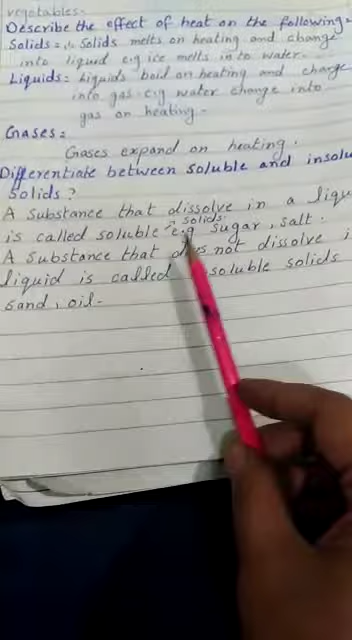 vegetables.
Describe the effect of heat on the following:
Solids:- Solids melts on heating and change
into liquid e.g ice melts in to water.
Liquids: Liquids boil on heating and change
into gas e.g water change into
gas on heating.
Gases:
Gases expand on heating.
Differentiate between soluble and insolu
solids?
A substance that dissolve in a liqu
is called soluble solids. e.g sugar, salt.
A substance that does not dissolve i
liquid is called soluble solids
sand, oil.